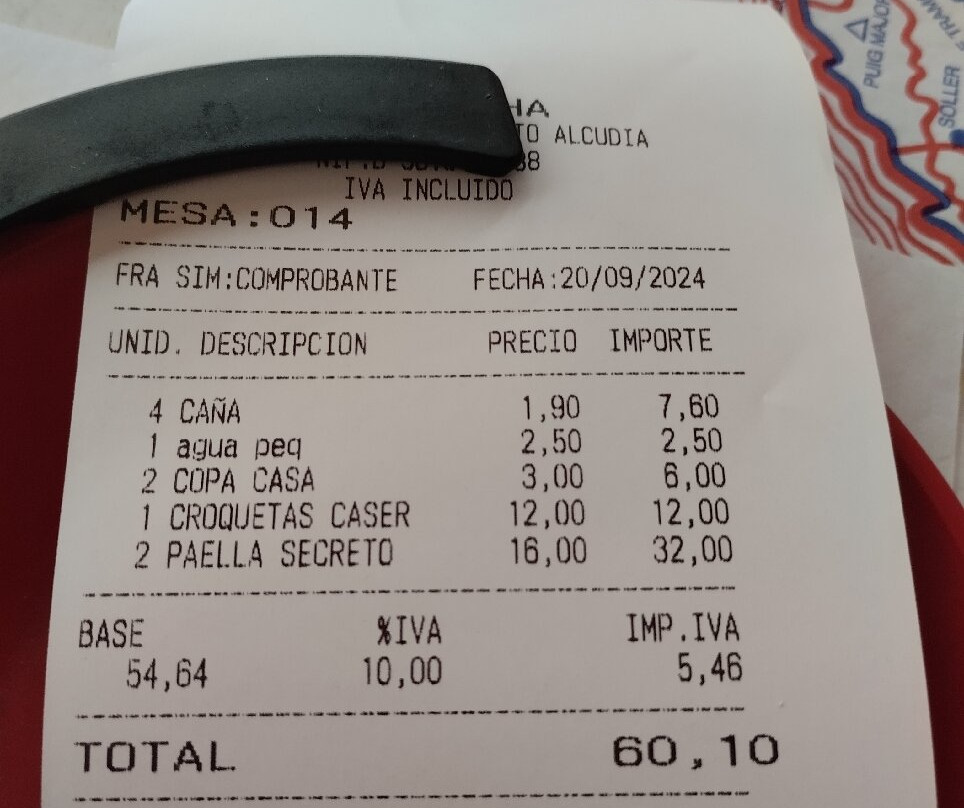 HA
TO ALCUDIA
38
IVA INCLUIDO
MESA:014
FRA SIM:COMPROBANTE FECHA:20/09/2024
UNID. DESCRIPCION PRECIO IMPORTE
4 CAÑA 1,90 7,60
1 agua peq 2,50 2,50
2 COPA CASA 3,00 6,00
1 CROQUETAS CASER 12,00 12,00
2 PAELLA SECRETO 16,00 32,00
BASE %IVA IMP.IVA
54,64 10,00 5,46
TOTAL 60,10
PUIG MAJOR
SOLLER